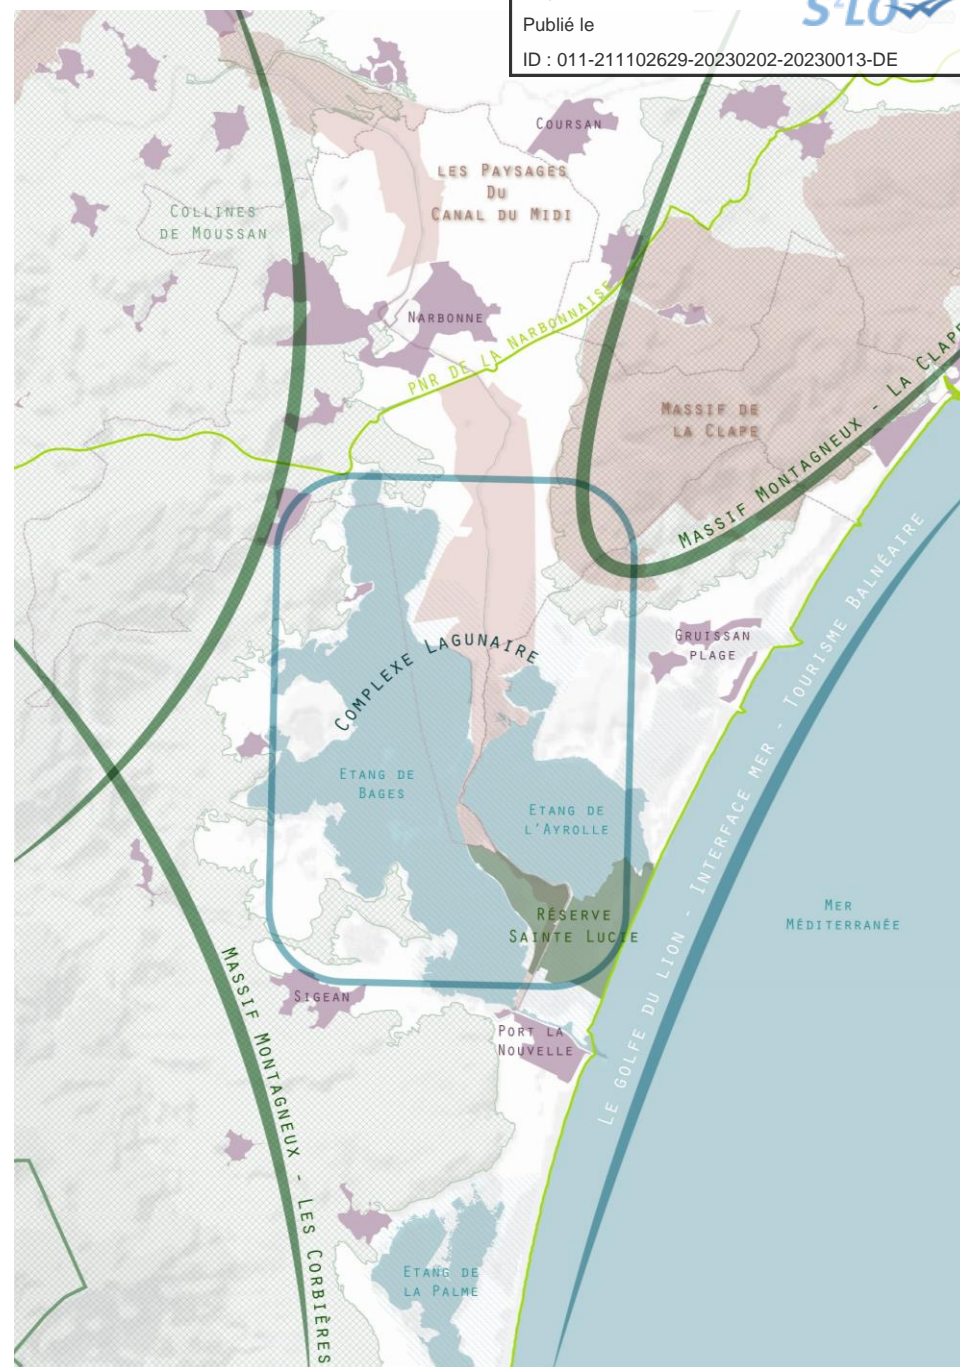 Publié le
S²LO
ID : 011-211102629-20230202-20230013-DE
COURSAN
LES PAYSAGES
DU
CANAL DU MIDI
COLLINES
DE MOUSSAN
NARBONNE
PNR DE LA NARBONNAISE
MASSIF DE
LA CLAPE
MASSIF MONTAGNEUX - LA CLAPE
COMPLEXE LAGUNAIRE
GRUISSAN
PLAGE
ETANG DE
BAGES
ETANG DE
L'AYROLLE
LE GOLFE DU LION - INTERFACE MER - TOURISME BALNÉAIRE
MER
MÉDITERRANÉE
RÉSERVE
SAINTE LUCIE
SIGEAN
PORT LA
NOUVELLE
MASSIF MONTAGNEUX - LES CORBIÈRES
ETANG DE
LA PALME